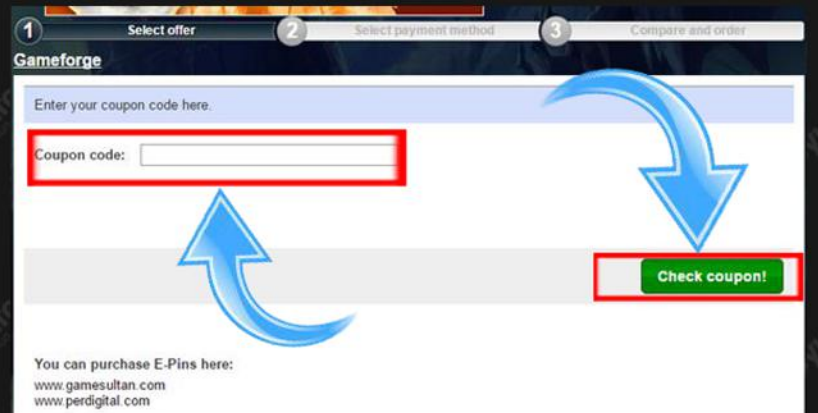 1 Select offer 2 Select payment method 3 Compare and order
Gameforge
Enter your coupon code here.
Coupon code:
Check coupon!
You can purchase E-Pins here:
www.gamesultan.com
www.perdigital.com